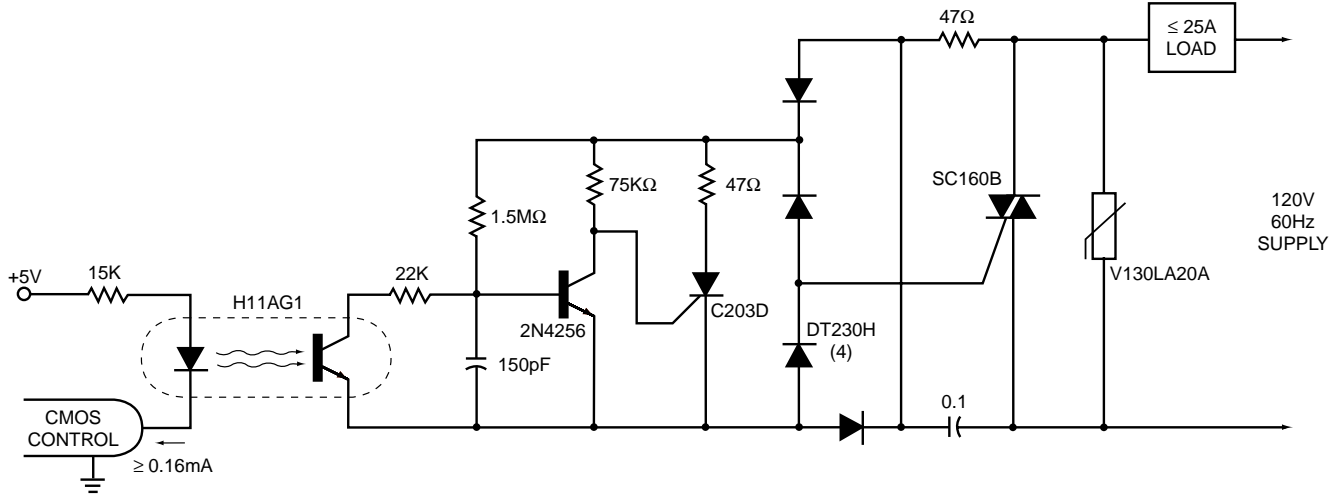 47Ω
≤ 25A
LOAD
75KΩ
47Ω
SC160B
1.5MΩ
120V
60Hz
SUPPLY
+5V
15K
22K
V130LA20A
H11AG1
C203D
2N4256
DT230H
(4)
150pF
0.1
CMOS
CONTROL
≥ 0.16mA